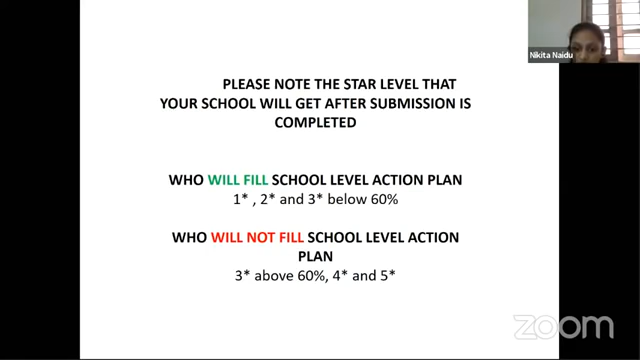 Nikita Naidu
PLEASE NOTE THE STAR LEVEL THAT
YOUR SCHOOL WILL GET AFTER SUBMISSION IS
COMPLETED
WHO WILL FILL SCHOOL LEVEL ACTION PLAN
1* , 2* and 3* below 60%
WHO WILL NOT FILL SCHOOL LEVEL ACTION
PLAN
3* above 60%, 4* and 5*
zoom